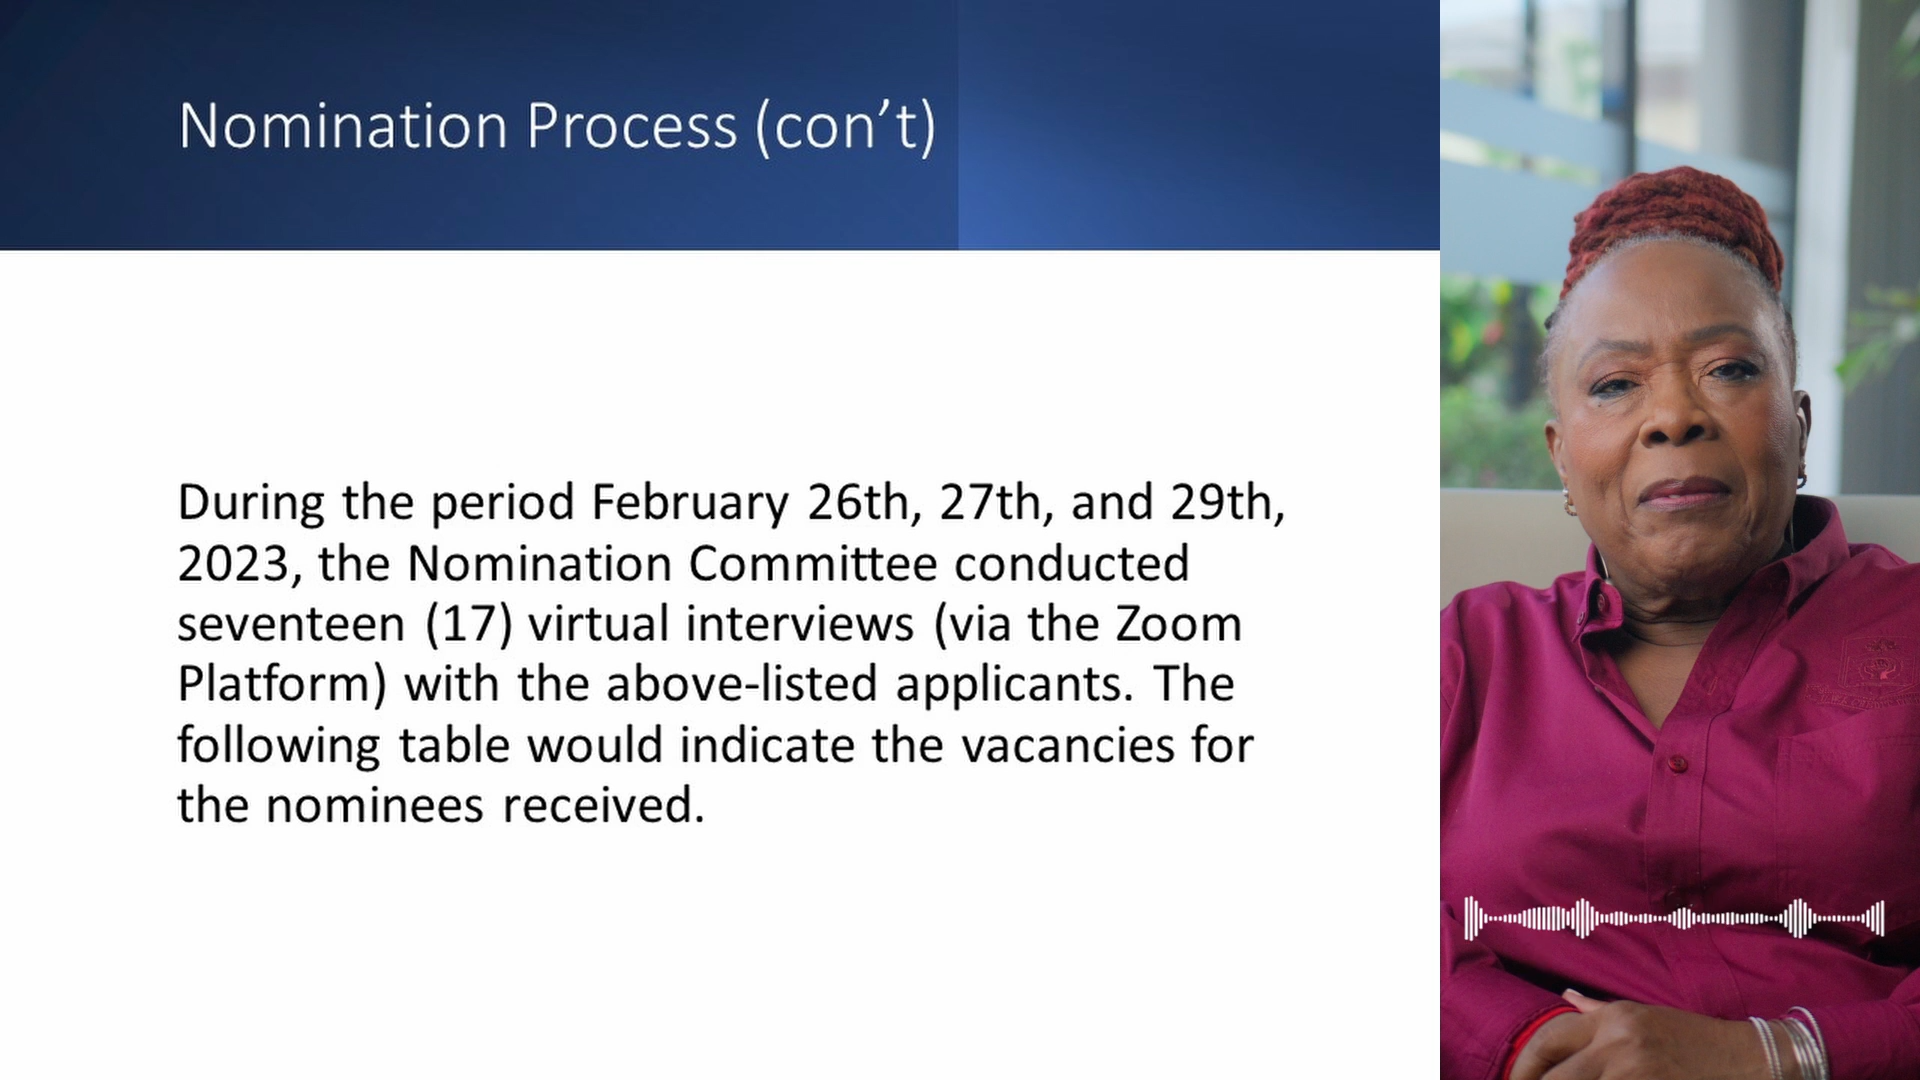 Nomination Process (con’t)
During the period February 26th, 27th, and 29th,
2023, the Nomination Committee conducted
seventeen (17) virtual interviews (via the Zoom
Platform) with the above-listed applicants. The
following table would indicate the vacancies for
the nominees received.